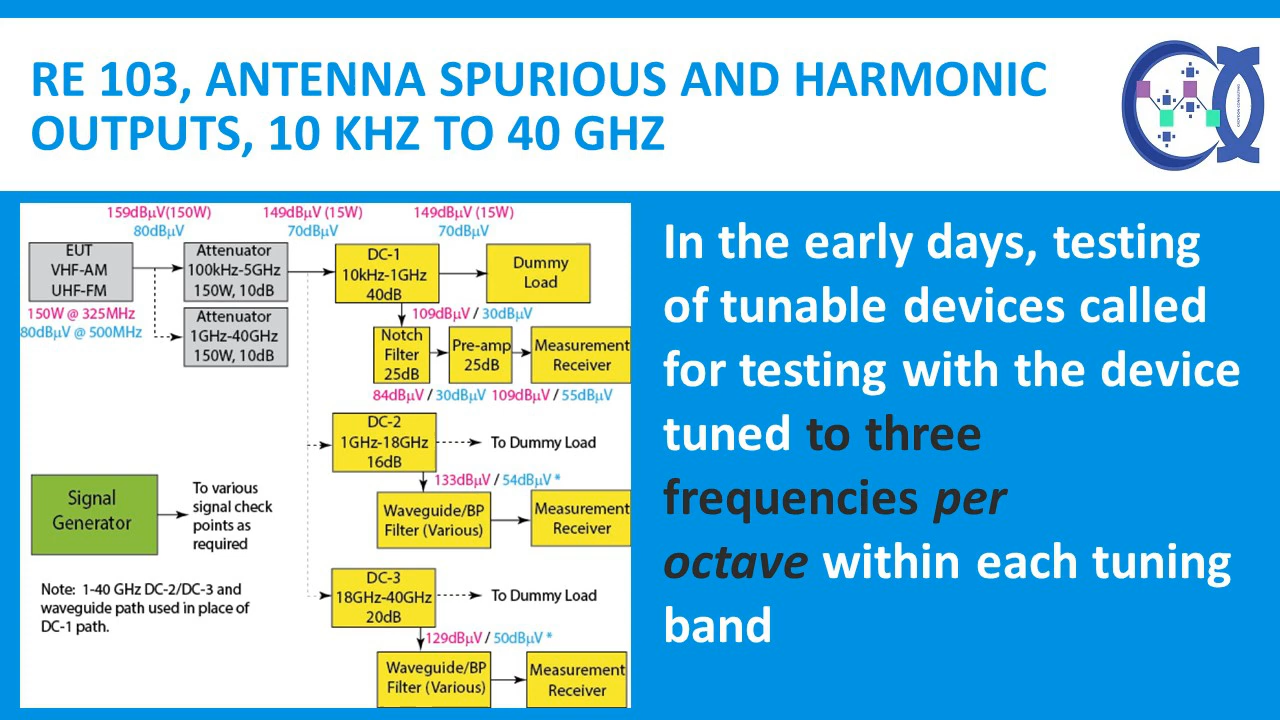 RE 103, ANTENNA SPURIOUS AND HARMONIC
OUTPUTS, 10 KHZ TO 40 GHZ
159dBµV(150W)
80dBµV
149dBµV (15W)
70dBµV
149dBµV (15W)
70dBµV
EUT
VHF-AM
UHF-FM
Attenuator
100kHz-5GHz
150W, 10dB
DC-1
10kHz-1GHz
40dB
Dummy
Load
150W @ 325MHz
80dBµV @ 500MHz
Attenuator
1GHz-40GHz
150W, 10dB
109dBµV / 30dBµV
Notch
Filter
25dB
Pre-amp
25dB
Measurement
Receiver
84dBµV / 30dBµV
109dBµV / 55dBµV
DC-2
1GHz-18GHz
16dB
To Dummy Load
133dBµV / 54dBµV *
Signal
Generator
To various
signal check
points as
required
Waveguide/BP
Filter (Various)
Measurement
Receiver
Note: 1-40 GHz DC-2/DC-3 and
waveguide path used in place of
DC-1 path.
DC-3
18GHz-40GHz
20dB
To Dummy Load
129dBµV / 50dBµV *
Waveguide/BP
Filter (Various)
Measurement
Receiver
In the early days, testing
of tunable devices called
for testing with the device
tuned to three
frequencies per
octave within each tuning
band